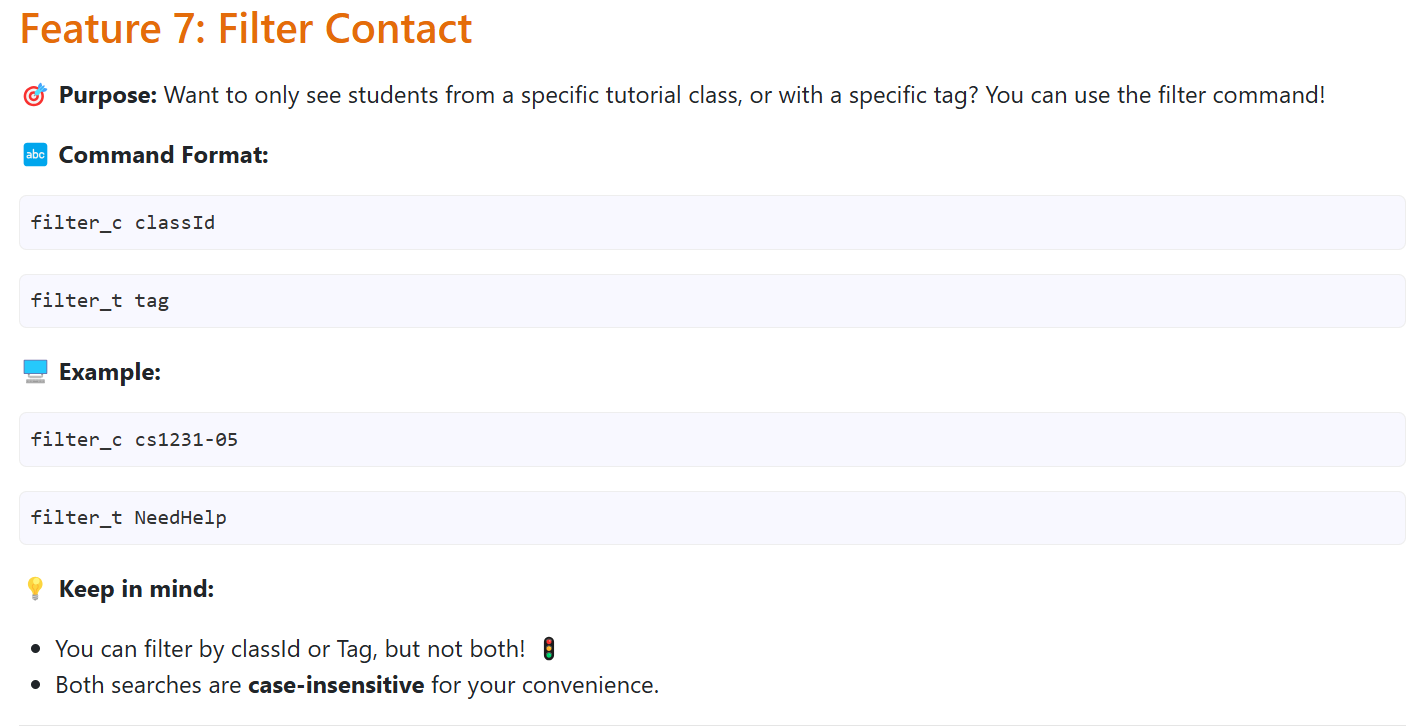 Feature 7: Filter Contact
Purpose: Want to only see students from a specific tutorial class, or with a specific tag? You can use the filter command!
abc Command Format:
filter_c classId
filter_t tag
Example:
filter_c cs1231-05
filter_t NeedHelp
Keep in mind:
You can filter by classId or Tag, but not both!
Both searches are case-insensitive for your convenience.